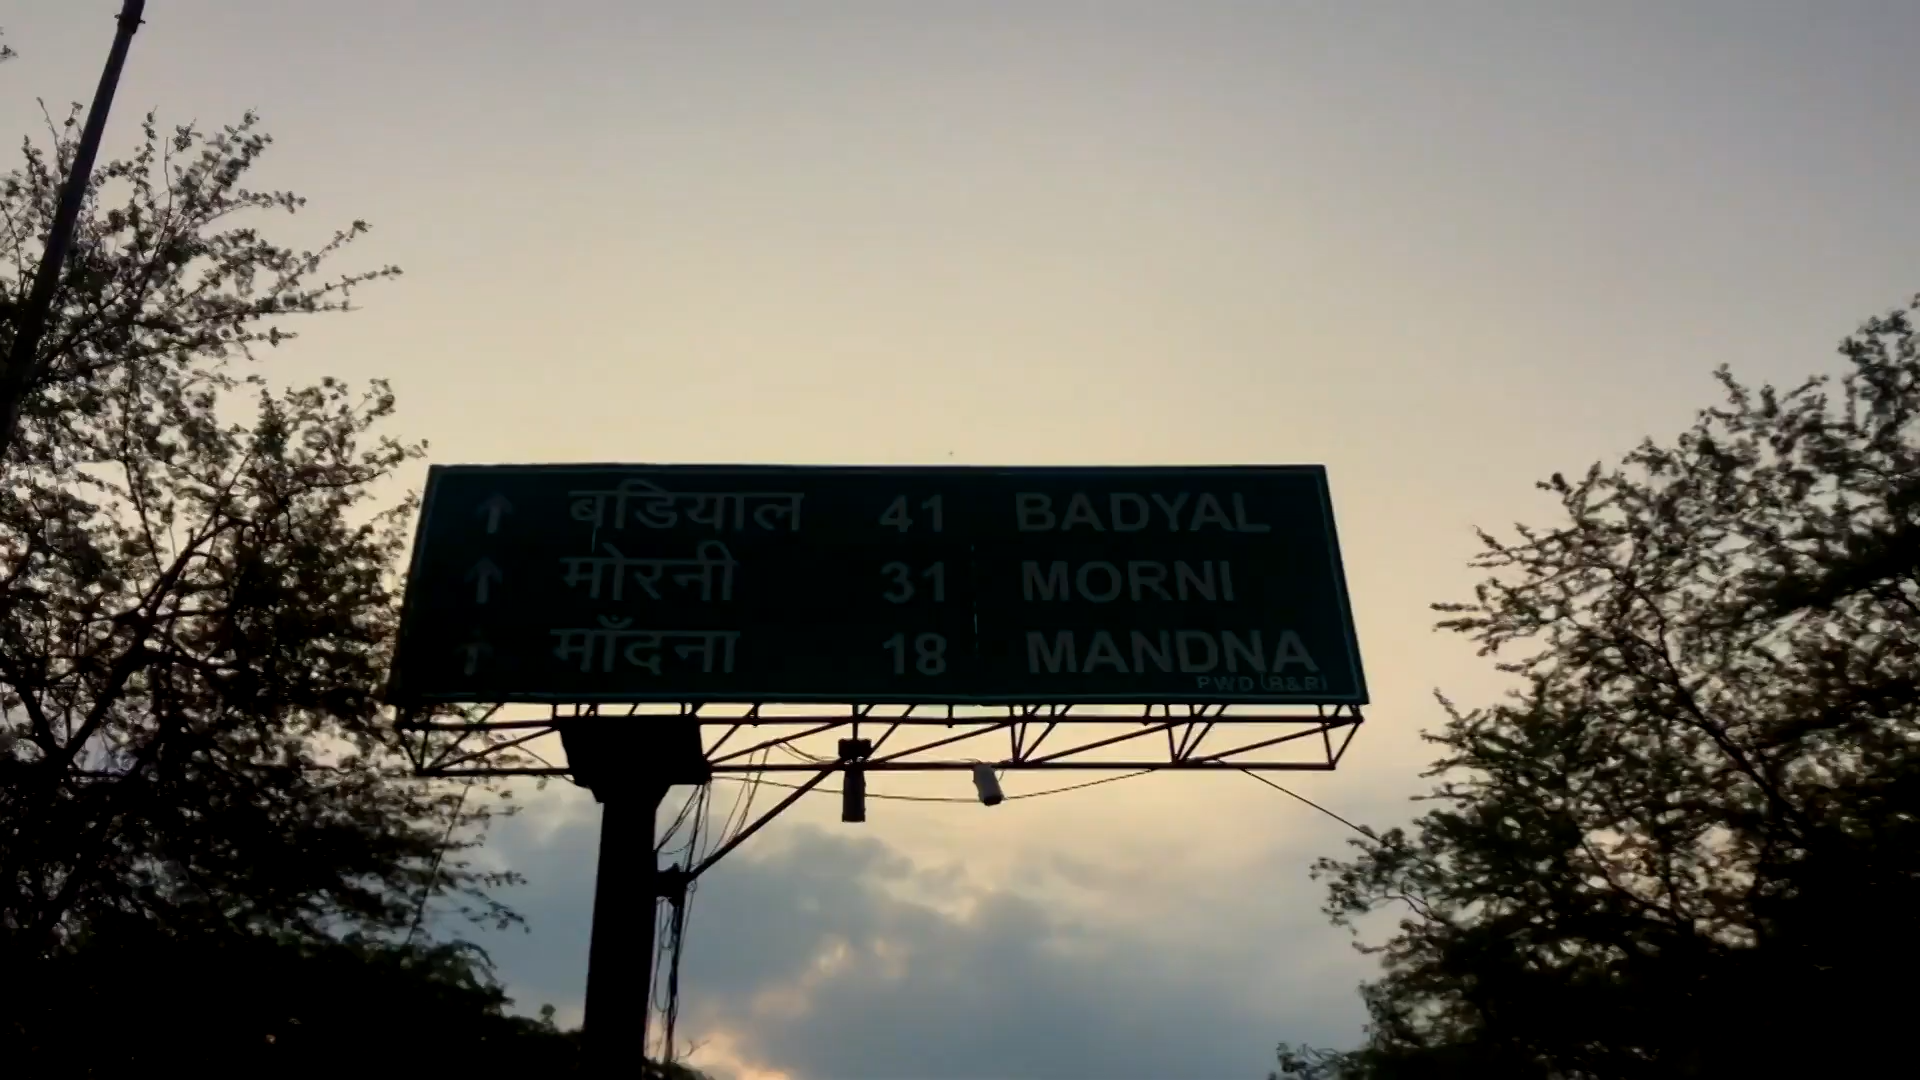 ↑ बडियाल 41 BADYAL
↑ मोरनी 31 MORNI
↑ माँदना 18 MANDNA
PWD (B&R)